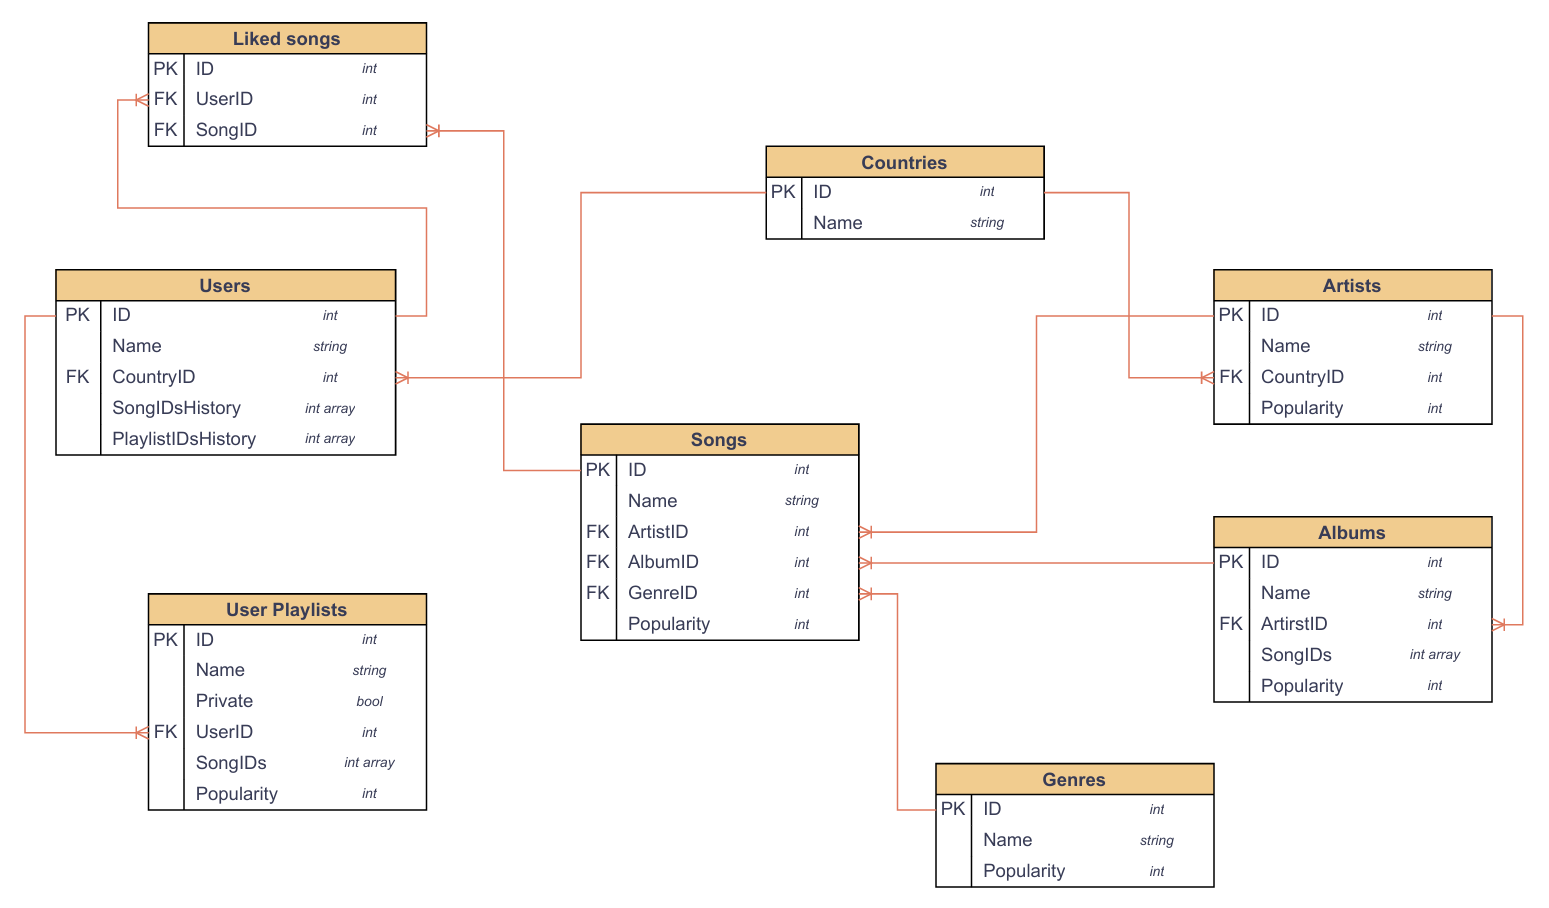 Liked songs
PK ID int
FK UserID int
FK SongID int
Countries
PK ID int
Name string
Users
PK ID int
Name string
FK CountryID int
SongIDsHistory int array
PlaylistIDsHistory int array
Artists
PK ID int
Name string
FK CountryID int
Popularity int
Songs
PK ID int
Name string
FK ArtistID int
FK AlbumID int
FK GenreID int
Popularity int
Albums
PK ID int
Name string
FK ArtirstID int
SongIDs int array
Popularity int
User Playlists
PK ID int
Name string
Private bool
FK UserID int
SongIDs int array
Popularity int
Genres
PK ID int
Name string
Popularity int